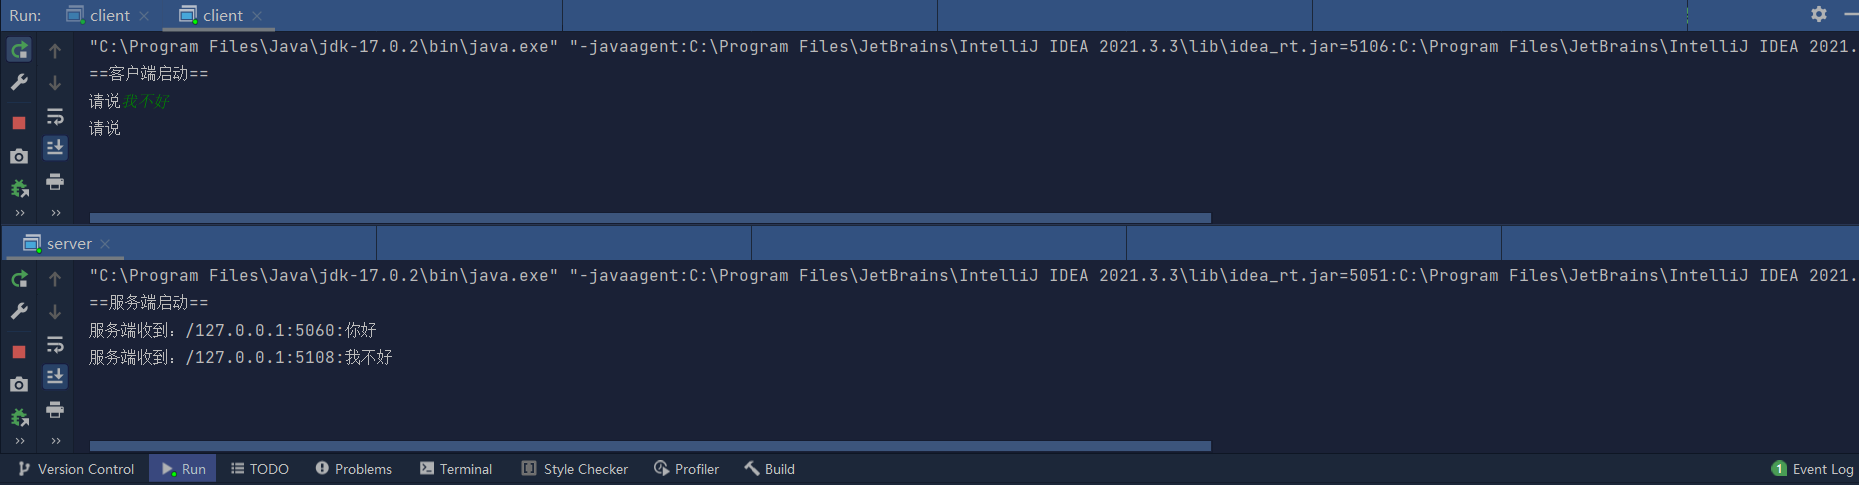 Run: client client
"C:\Program Files\Java\jdk-17.0.2\bin\java.exe" "-javaagent:C:\Program Files\JetBrains\IntelliJ IDEA 2021.3.3\lib\idea_rt.jar=5106:C:\Program Files\JetBrains\IntelliJ IDEA 2021.
==客户端启动==
请说我不好
请说
server
"C:\Program Files\Java\jdk-17.0.2\bin\java.exe" "-javaagent:C:\Program Files\JetBrains\IntelliJ IDEA 2021.3.3\lib\idea_rt.jar=5051:C:\Program Files\JetBrains\IntelliJ IDEA 2021.
==服务端启动==
服务端收到：/127.0.0.1:5060:你好
服务端收到：/127.0.0.1:5108:我不好
Version Control Run TODO Problems Terminal Style Checker Profiler Build 1 Event Log